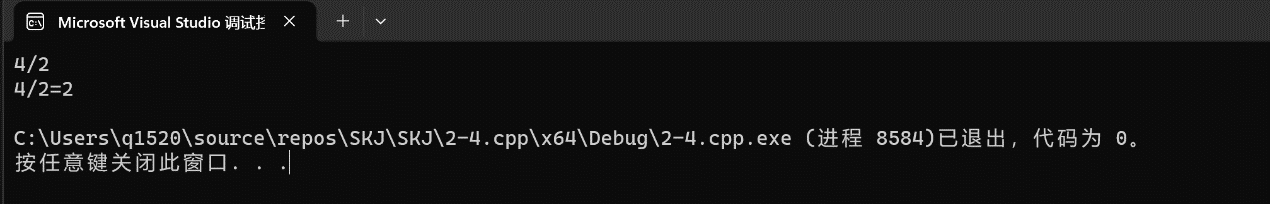 Microsoft Visual Studio 调试控
4/2
4/2=2
C:\Users\q1520\source\repos\SKJ\SKJ\2-4.cpp\x64\Debug\2-4.cpp.exe (进程 8584)已退出，代码为 0。
按任意键关闭此窗口. . .